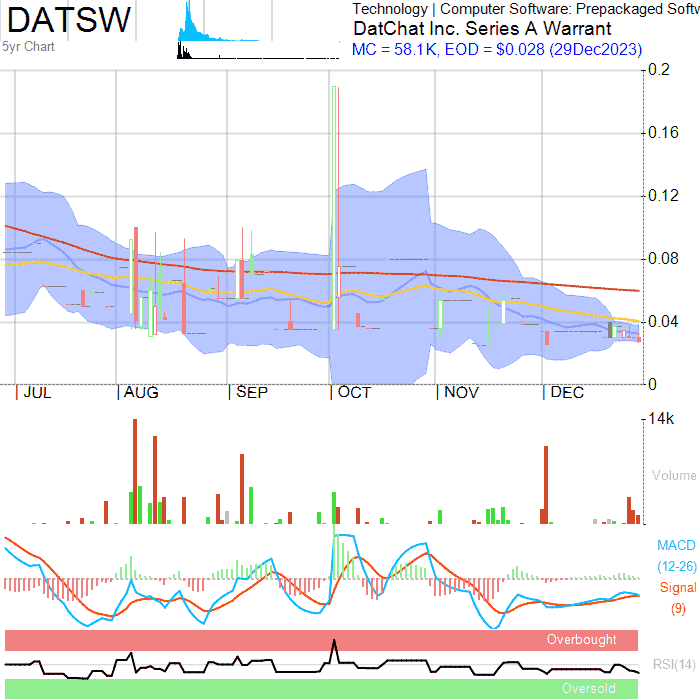 DATSW
5yr Chart
Technology | Computer Software: Prepackaged Softw
DatChat Inc. Series A Warrant
MC = 58.1K, EOD = $0.028 (29Dec2023)
0.2
0.16
0.12
0.08
0.04
0
JUL AUG SEP OCT NOV DEC
14k
Volume
MACD
(12-26)
Signal
(9)
Overbought
RSI(14)
Oversold